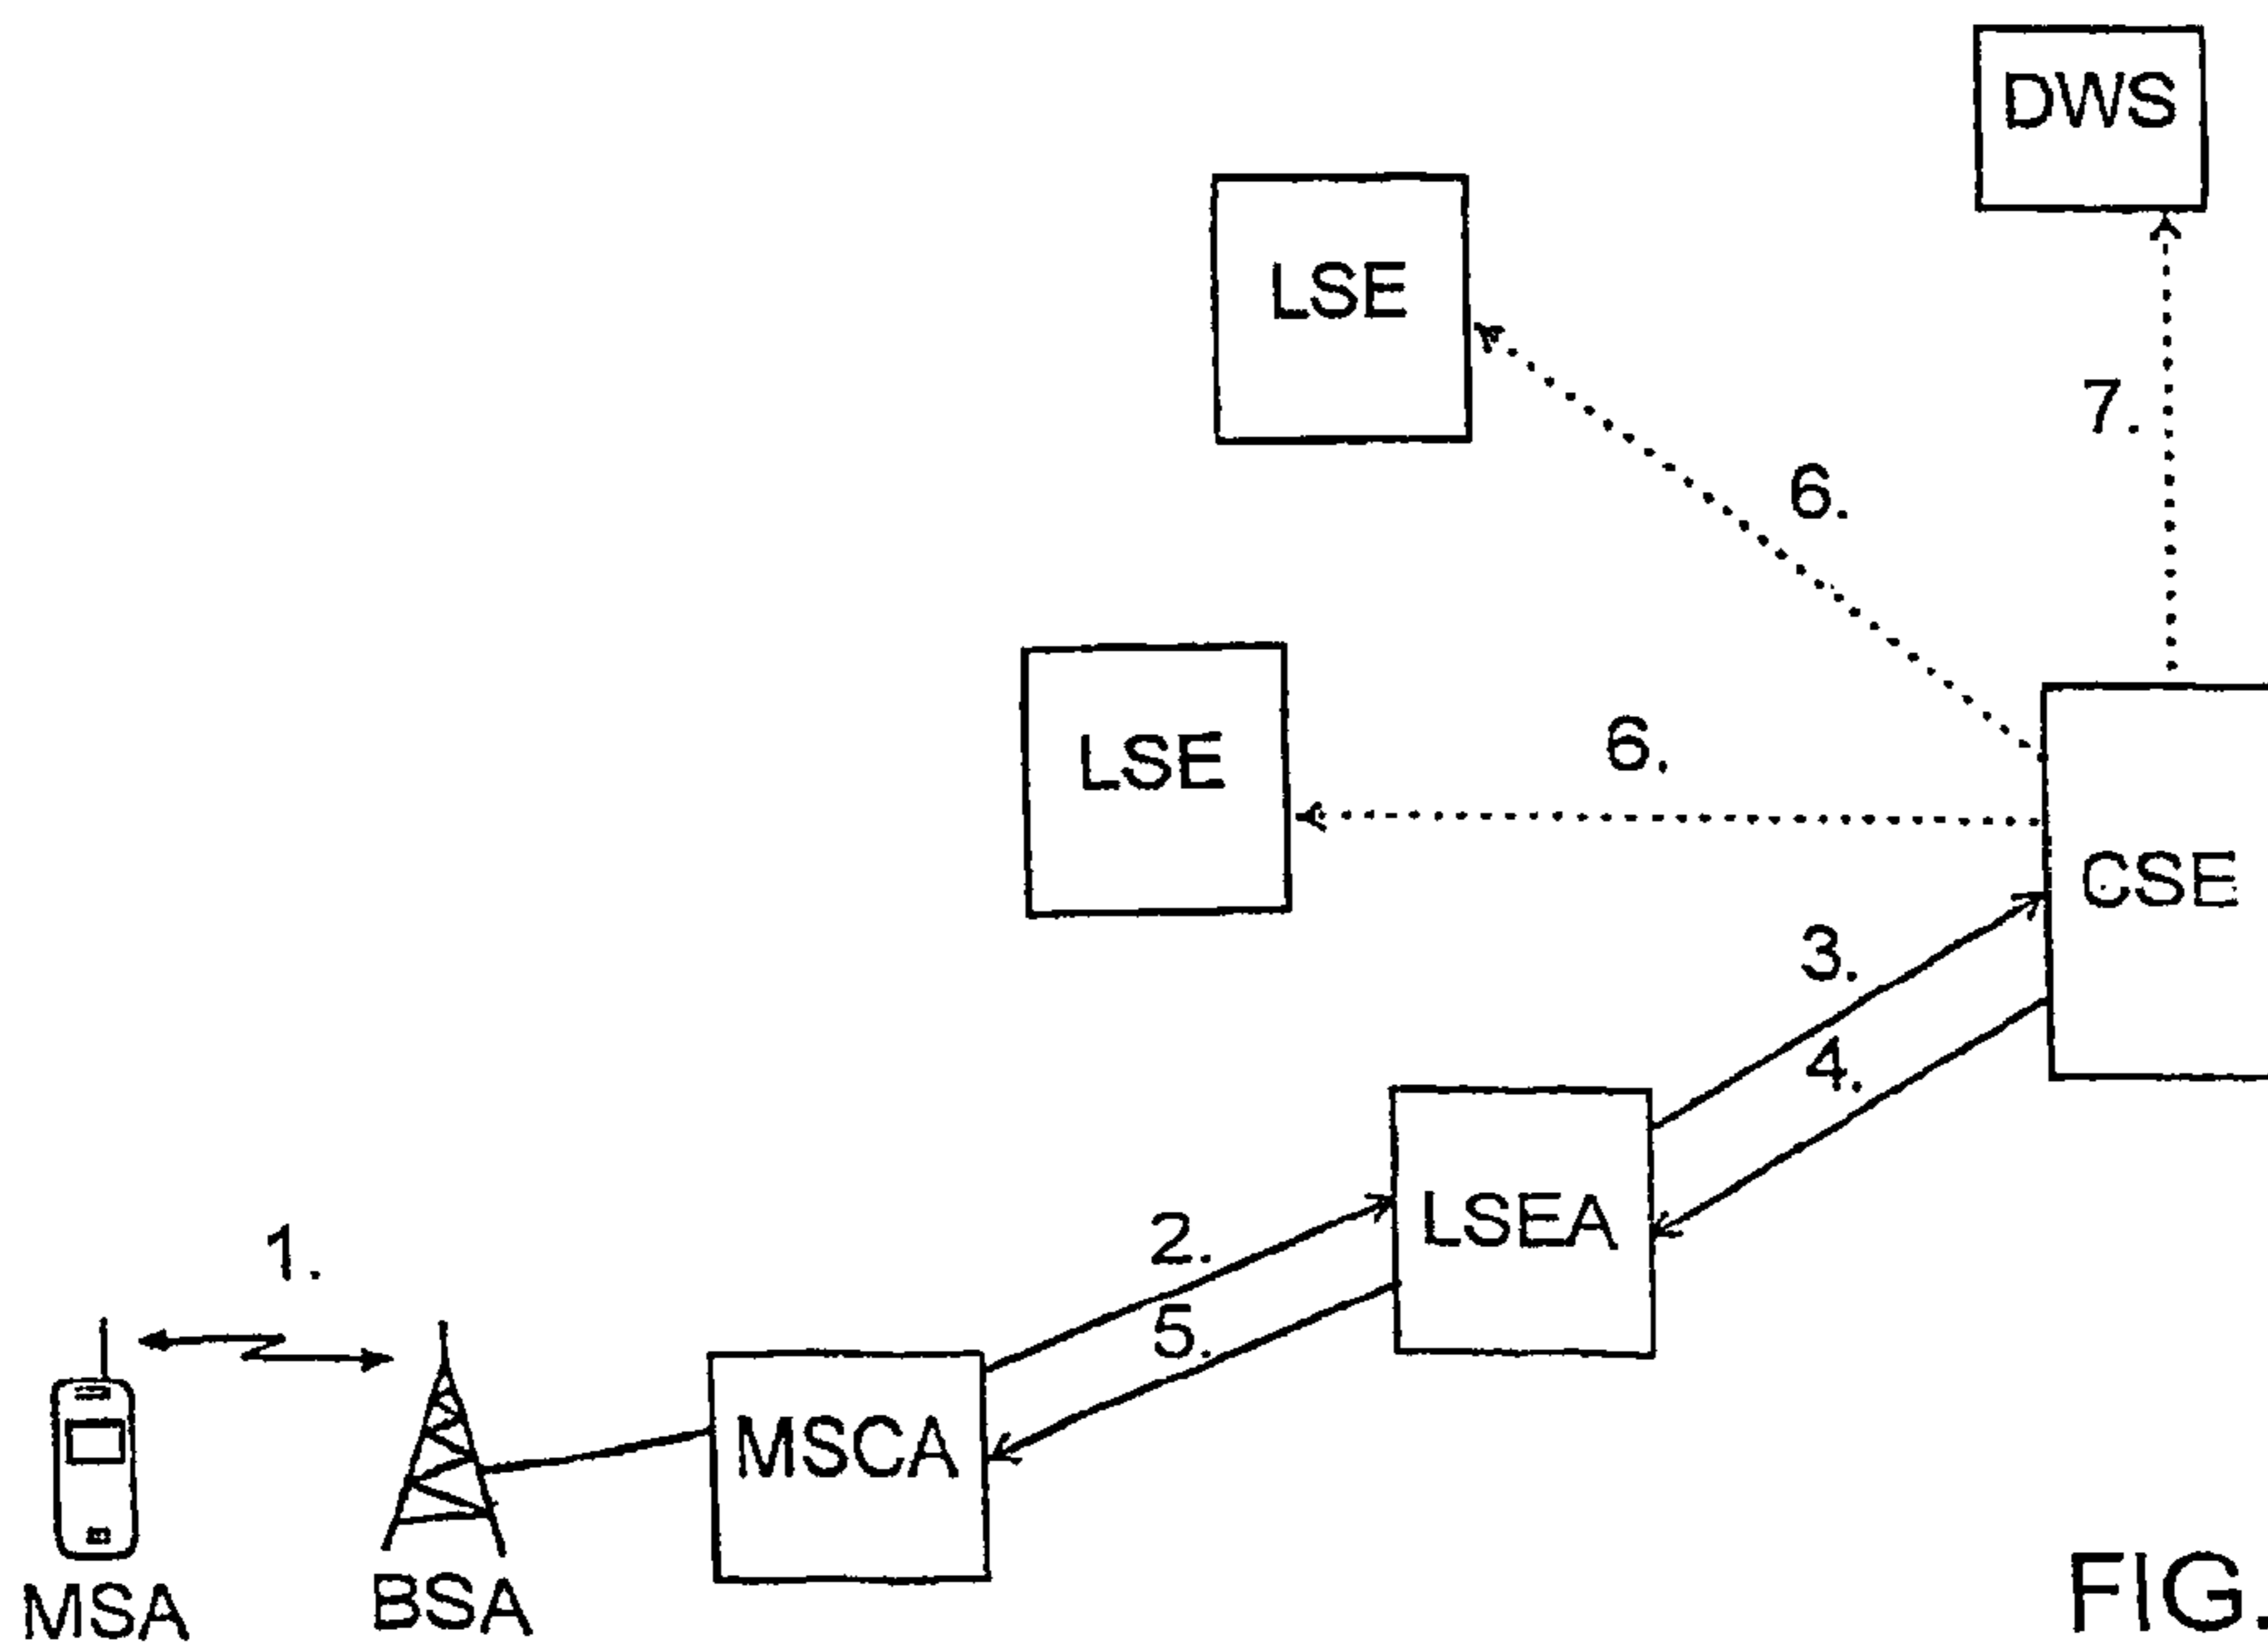 DWS
LSE
7.
6.
LSE
6.
CSE
3.
4.
LSEA
2.
1.
5.
MSCA
MSA
BSA
FIG.